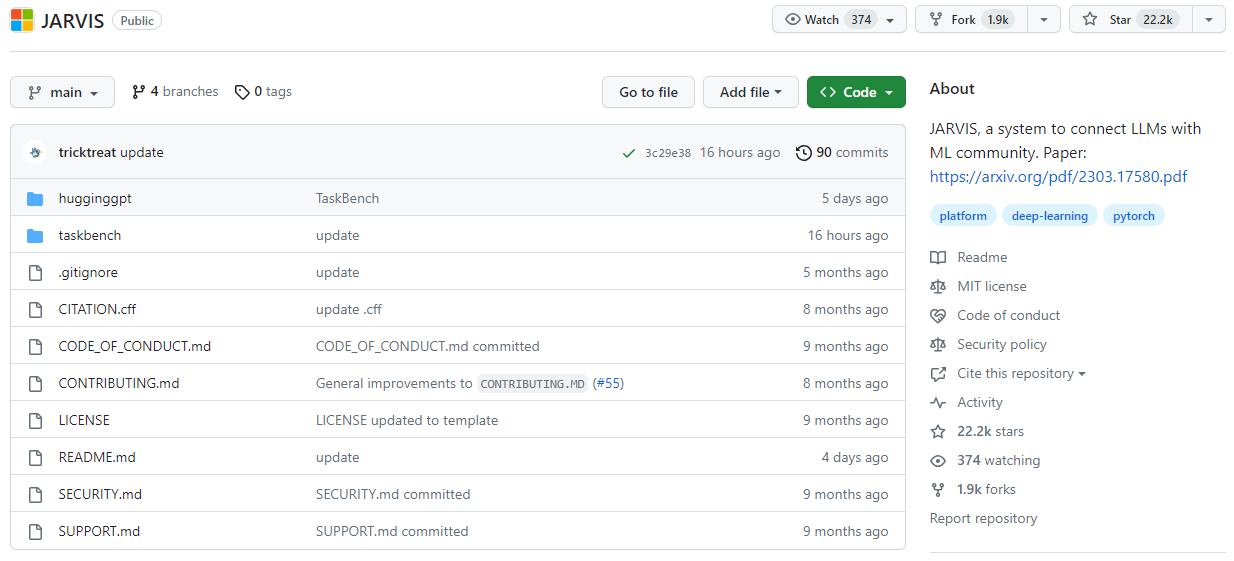 JARVIS Public Watch 374 Fork 1.9k Star 22.2k
main 4 branches 0 tags Go to file Add file Code
tricktreat update 3c29e38 16 hours ago 90 commits
hugginggpt TaskBench 5 days ago
taskbench update 16 hours ago
.gitignore update 5 months ago
CITATION.cff update .cff 8 months ago
CODE_OF_CONDUCT.md CODE_OF_CONDUCT.md committed 9 months ago
CONTRIBUTING.md General improvements to CONTRIBUTING.MD (#55) 8 months ago
LICENSE LICENSE updated to template 9 months ago
README.md update 4 days ago
SECURITY.md SECURITY.md committed 9 months ago
SUPPORT.md SUPPORT.md committed 9 months ago
About
JARVIS, a system to connect LLMs with
ML community. Paper:
https://arxiv.org/pdf/2303.17580.pdf
platform deep-learning pytorch
Readme
MIT license
Code of conduct
Security policy
Cite this repository
Activity
22.2k stars
374 watching
1.9k forks
Report repository